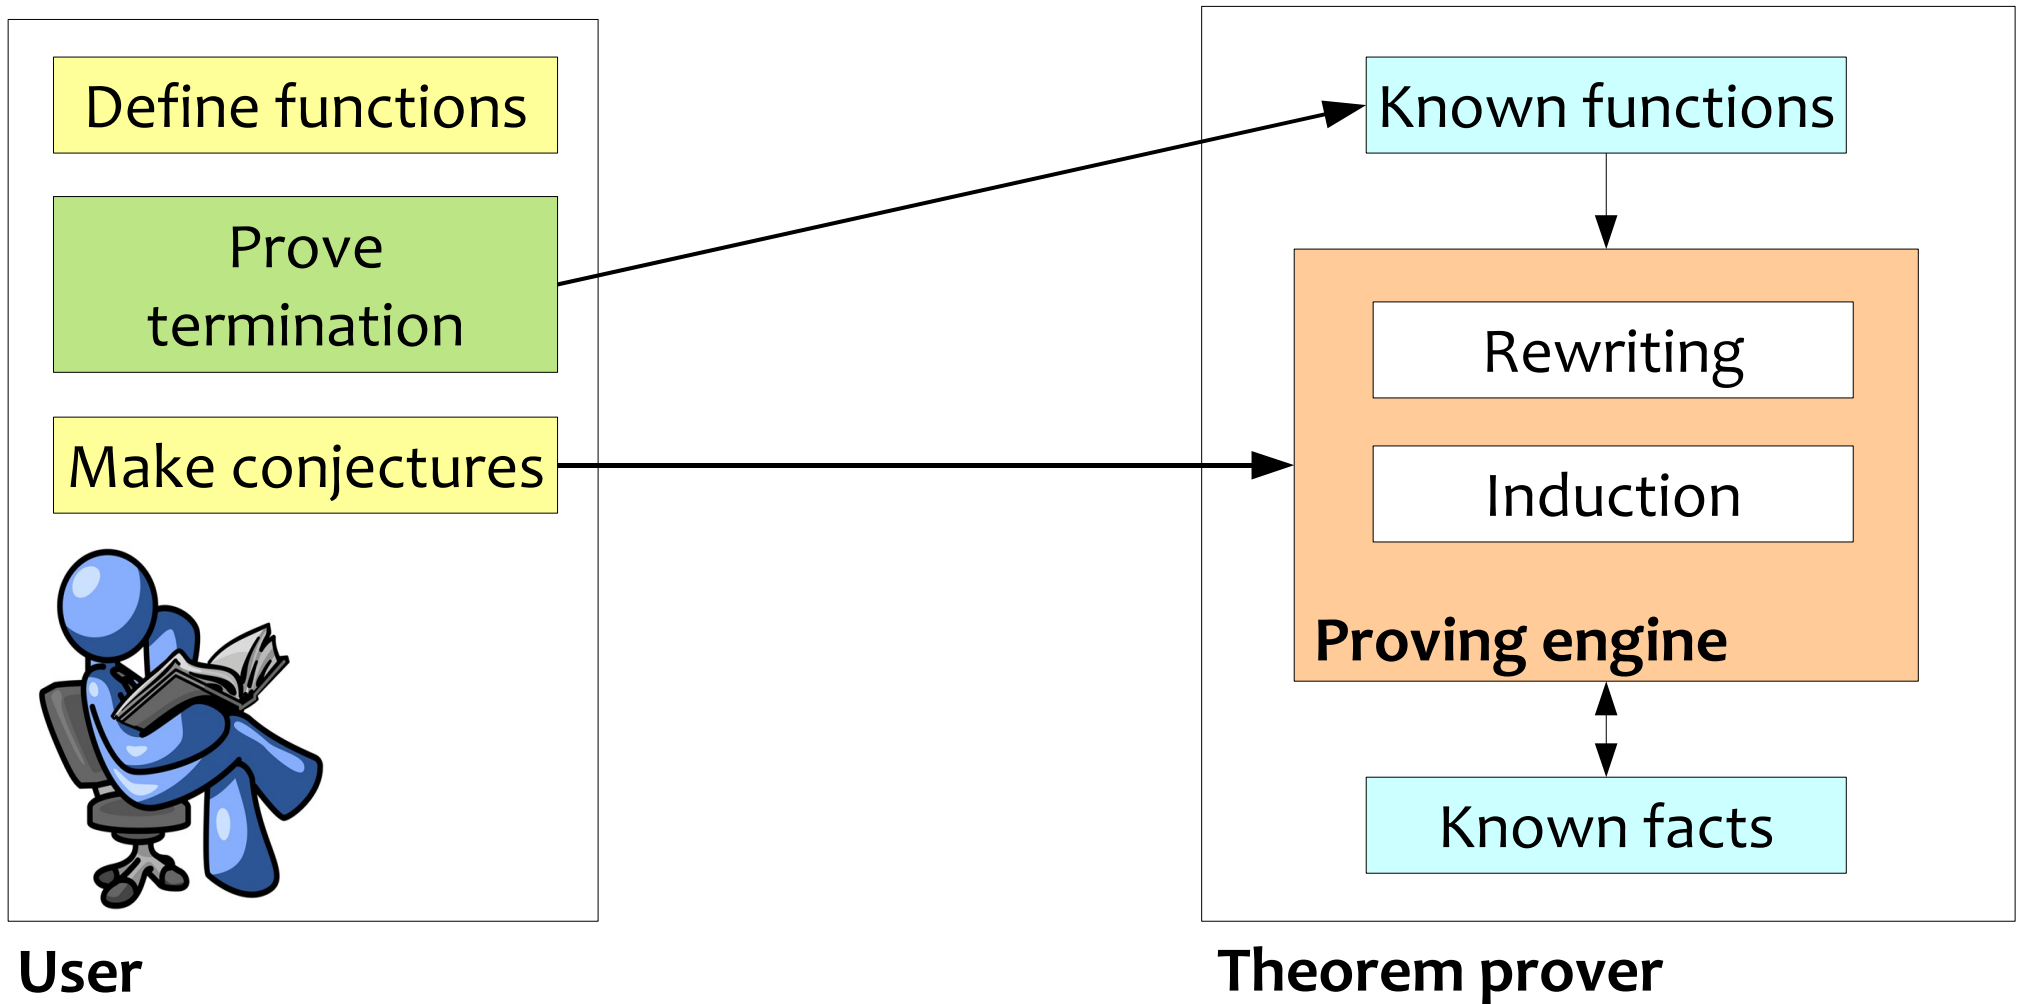 Define functions
Prove
termination
Make conjectures
User
Known functions
Rewriting
Induction
Proving engine
Known facts
Theorem prover